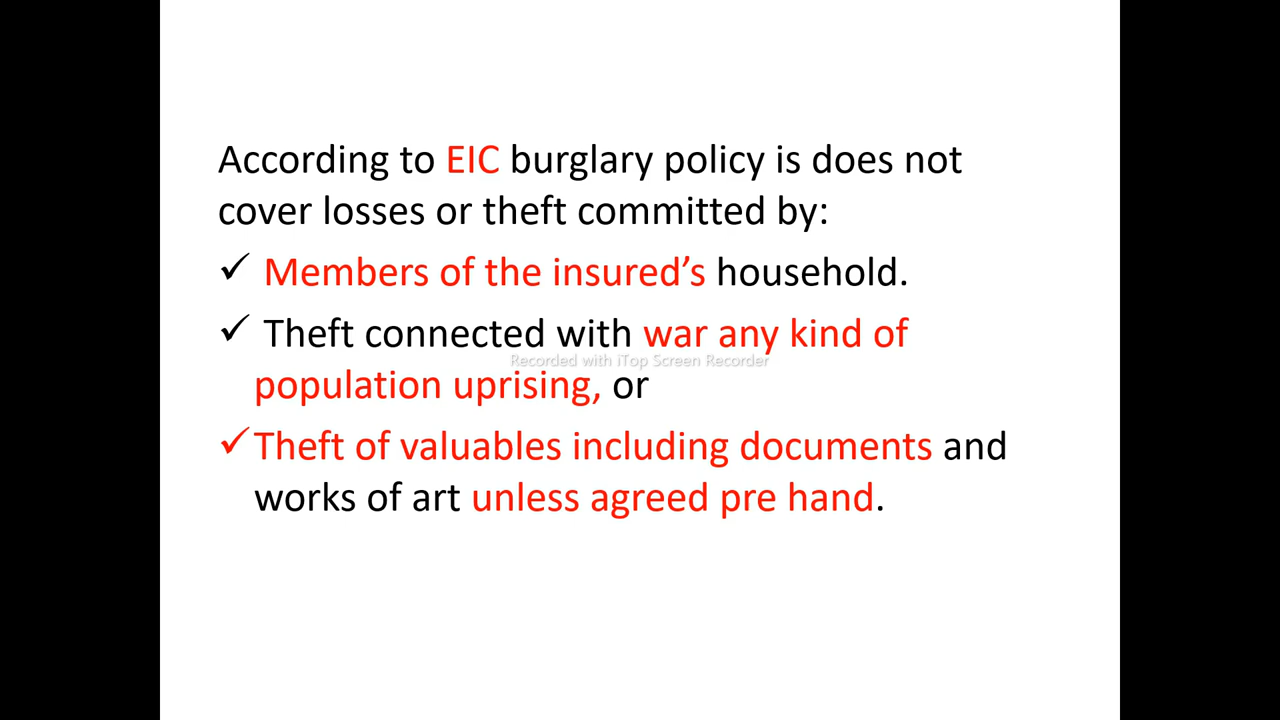 According to EIC burglary policy is does not
cover losses or theft committed by:
✓ Members of the insured’s household.
✓ Theft connected with war any kind of
Recorded with iTop Screen Recorder
population uprising, or
✓Theft of valuables including documents and
works of art unless agreed pre hand.